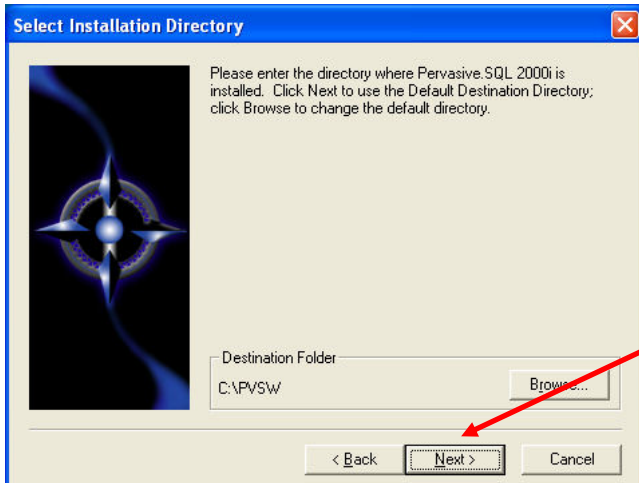 Select Installation Directory
Please enter the directory where Pervasive.SQL 2000i is
installed. Click Next to use the Default Destination Directory;
click Browse to change the default directory.
Destination Folder
C:\PVSW
Browse...
< Back
Next >
Cancel